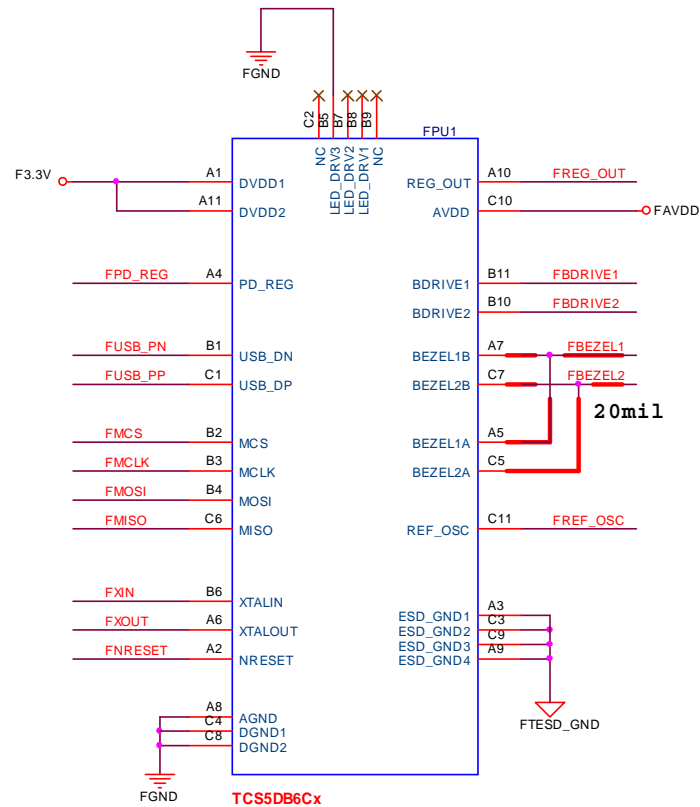 FGND
C2
B5
B7
B8
B9
FPU1
NC
LED_DRV3
LED_DRV2
LED_DRV1
NC
F3.3V
A1
DVDD1
A11
DVDD2
REG_OUT
A10
FREG_OUT
AVDD
C10
FAVDD
FPD_REG
A4
PD_REG
BDRIVE1
B11
FBDRIVE1
BDRIVE2
B10
FBDRIVE2
FUSB_PN
B1
USB_DN
BEZEL1B
A7
FBEZEL1
FUSB_PP
C1
USB_DP
BEZEL2B
C7
FBEZEL2
20mil
FMCS
B2
MCS
BEZEL1A
A5
FMCLK
B3
MCLK
BEZEL2A
C5
FMOSI
B4
MOSI
FMISO
C6
MISO
REF_OSC
C11
FREF_OSC
FXIN
B6
XTALIN
ESD_GND1
A3
FXOUT
A6
XTALOUT
ESD_GND2
C3
ESD_GND3
C9
FNRESET
A2
NRESET
ESD_GND4
A9
A8
AGND
C4
DGND1
C8
DGND2
FTESD_GND
FGND
TCS5DB6Cx